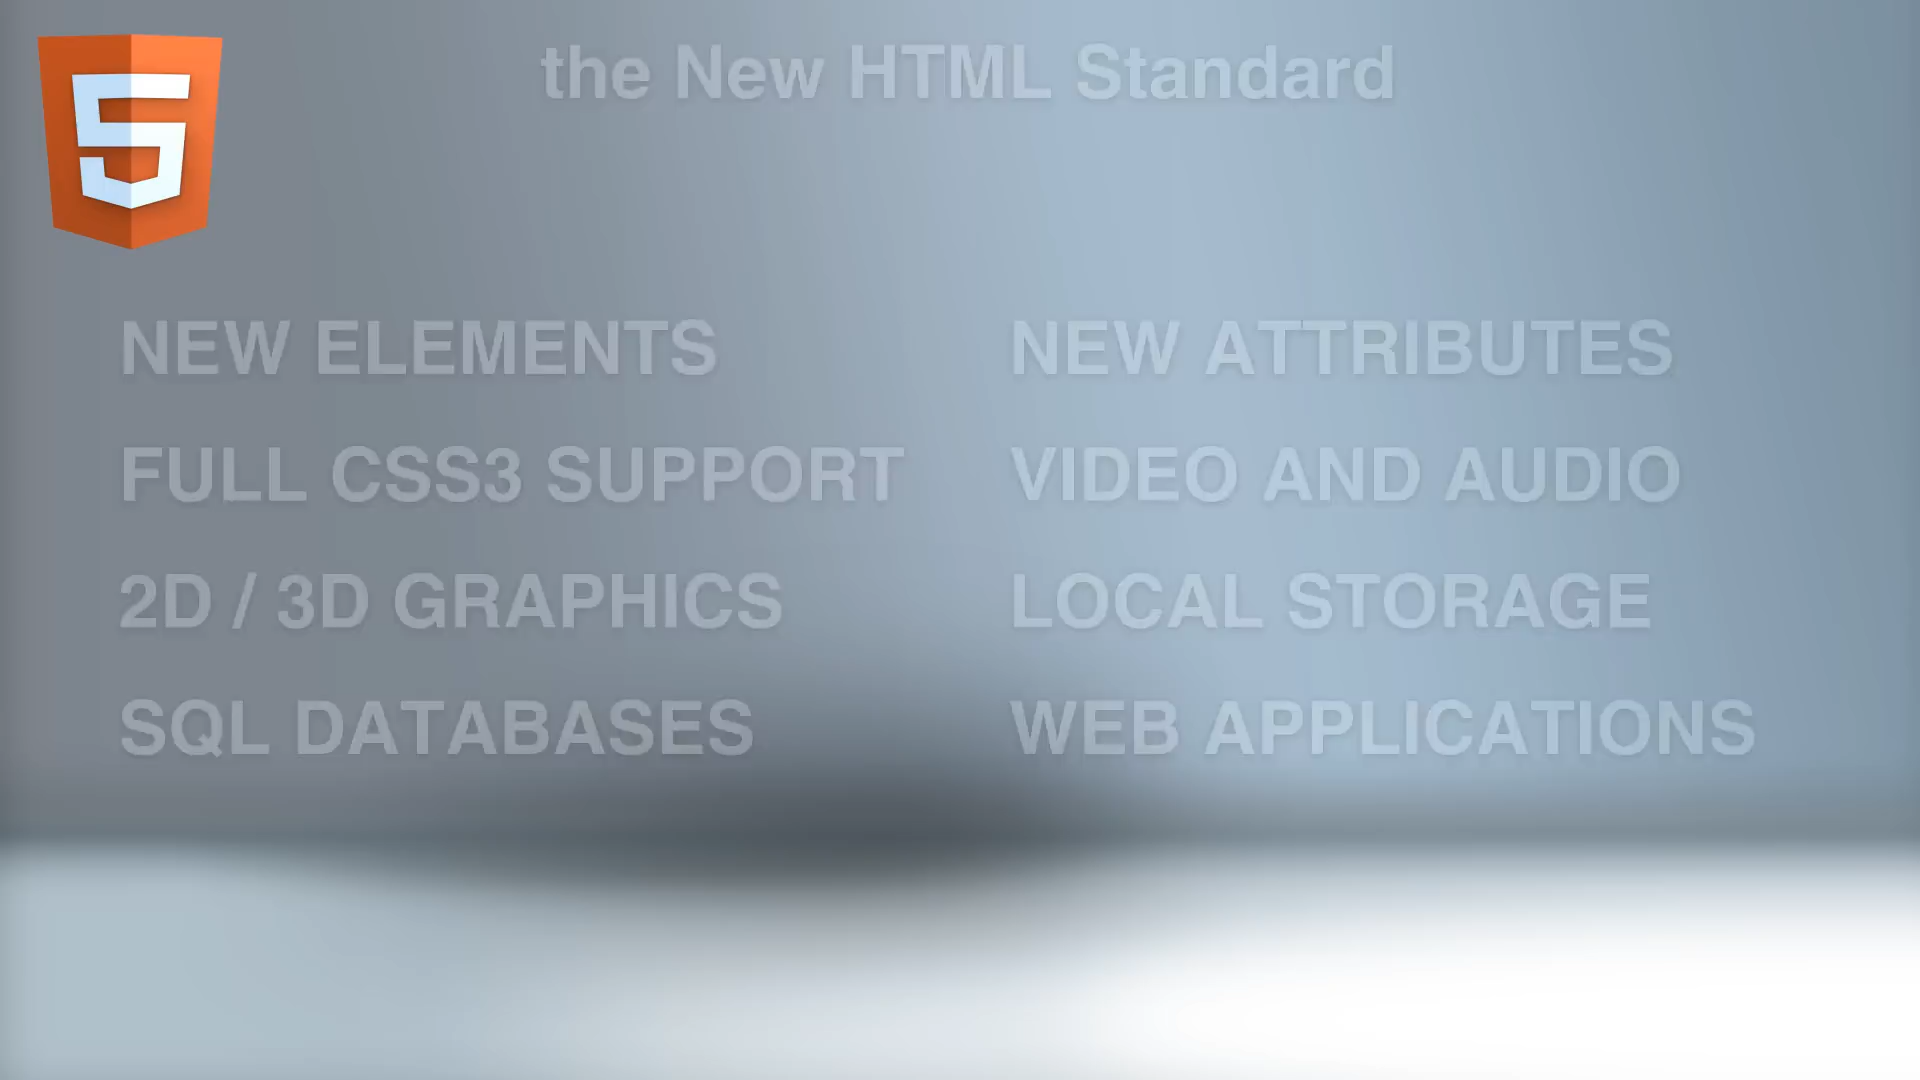 5
the New HTML Standard
NEW ELEMENTS
NEW ATTRIBUTES
FULL CSS3 SUPPORT
VIDEO AND AUDIO
2D / 3D GRAPHICS
LOCAL STORAGE
SQL DATABASES
WEB APPLICATIONS